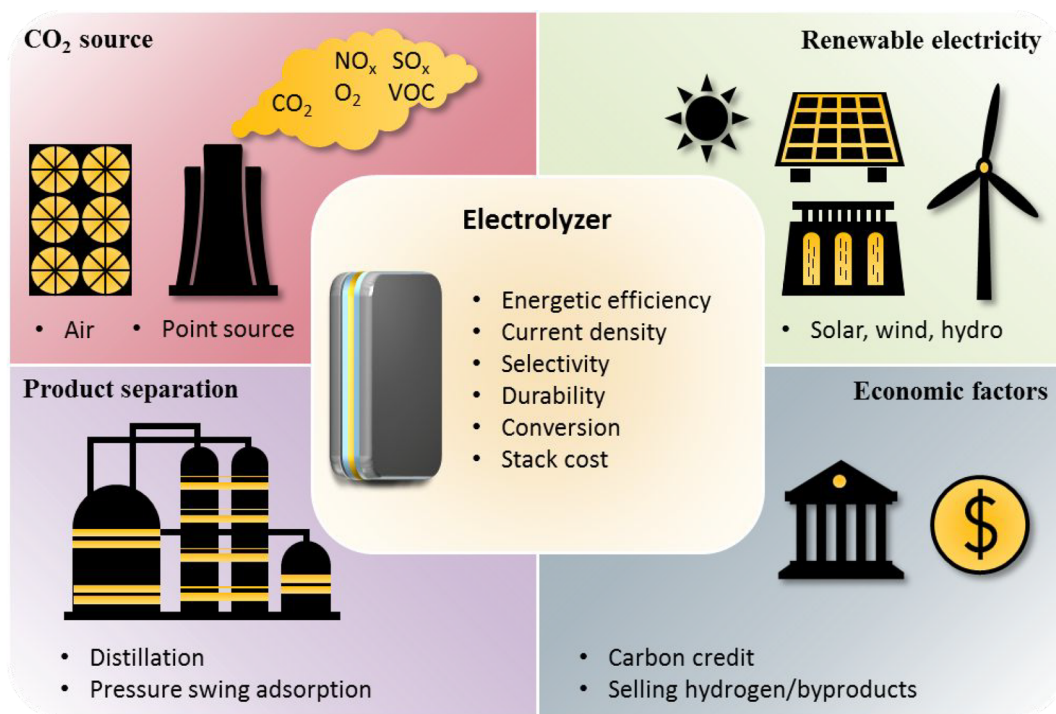 CO₂ source
NOₓ SOₓ
CO₂ O₂ VOC
• Air • Point source
Renewable electricity
• Solar, wind, hydro
Electrolyzer
• Energetic efficiency
• Current density
• Selectivity
• Durability
• Conversion
• Stack cost
Product separation
• Distillation
• Pressure swing adsorption
Economic factors
$
• Carbon credit
• Selling hydrogen/byproducts